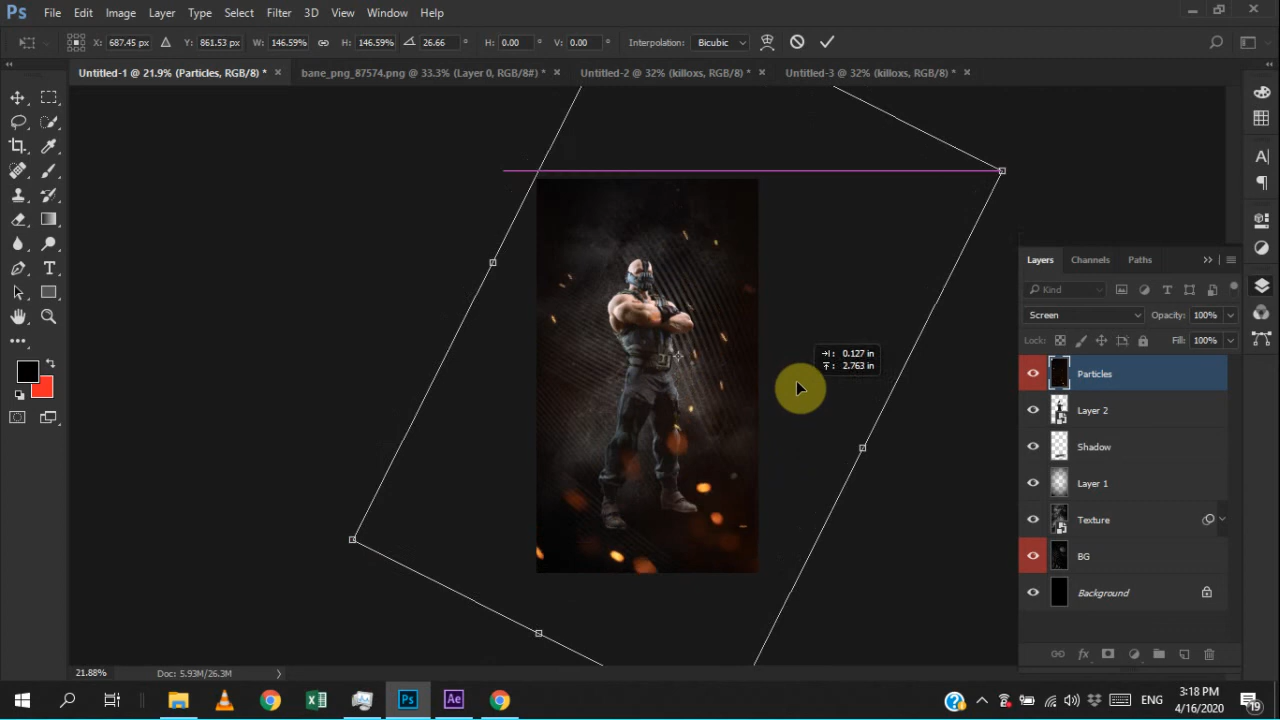 Ps File Edit Image Layer Type Select Filter 3D View Window Help
X: 687.45 px Y: 861.53 px W: 146.59% H: 146.59% 26.66 ° H: 0.00 ° V: 0.00 ° Interpolation: Bicubic
Untitled-1 @ 21.9% (Particles, RGB/8) * × bane_png_87574.png @ 33.3% (Layer 0, RGB/8#) * × Untitled-2 @ 32% (killoxs, RGB/8) * × Untitled-3 @ 32% (killoxs, RGB/8) * ×
Layers Channels Paths
Kind
Screen Opacity: 100%
Lock: Fill: 100%
: 0.127 in
: 2.763 in
Particles
Layer 2
Shadow
Layer 1
Texture
BG
Background
21.88% Doc: 5.93M/26.3M
Ps Ae ENG
3:18 PM
4/16/2020
19